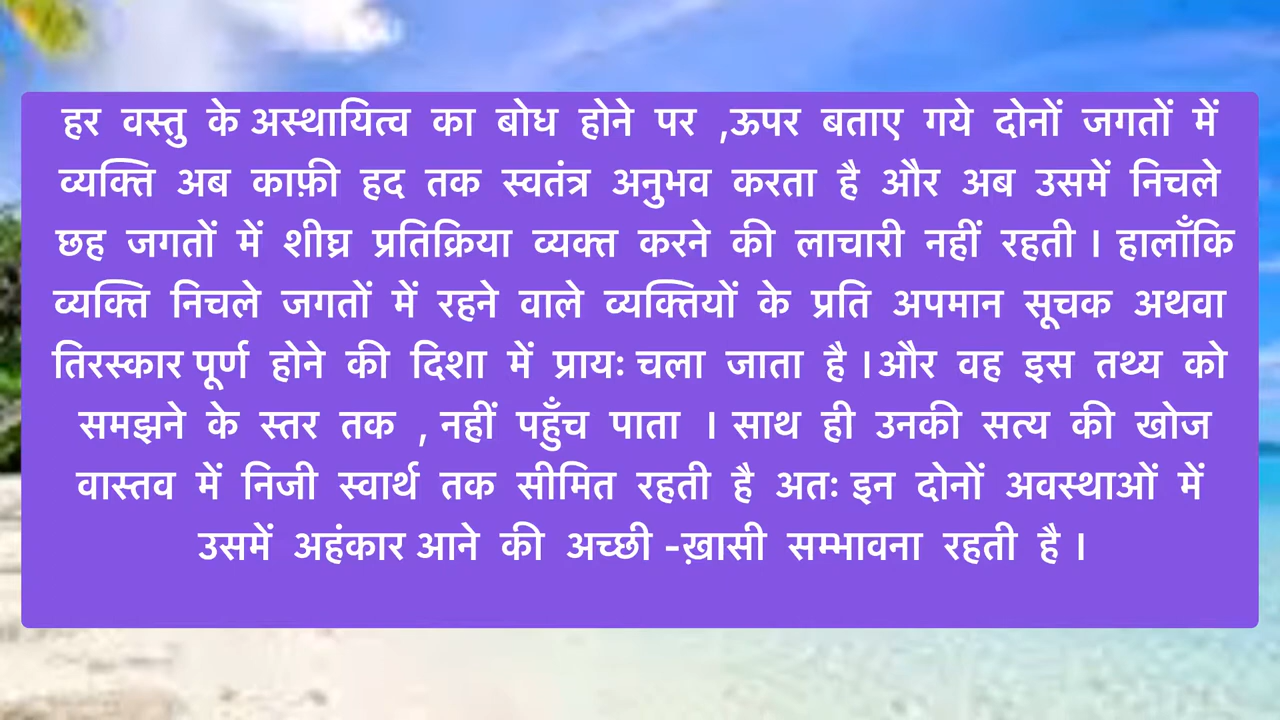 हर वस्तु के अस्थायित्व का बोध होने पर ,ऊपर बताए गये दोनों जगतों में
व्यक्ति अब काफ़ी हद तक स्वतंत्र अनुभव करता है और अब उसमें निचले
छह जगतों में शीघ्र प्रतिक्रिया व्यक्त करने की लाचारी नहीं रहती । हालाँकि
व्यक्ति निचले जगतों में रहने वाले व्यक्तियों के प्रति अपमान सूचक अथवा
तिरस्कार पूर्ण होने की दिशा में प्रायः चला जाता है ।और वह इस तथ्य को
समझने के स्तर तक , नहीं पहुँच पाता । साथ ही उनकी सत्य की खोज
वास्तव में निजी स्वार्थ तक सीमित रहती है अतः इन दोनों अवस्थाओं में
उसमें अहंकार आने की अच्छी -ख़ासी सम्भावना रहती है ।